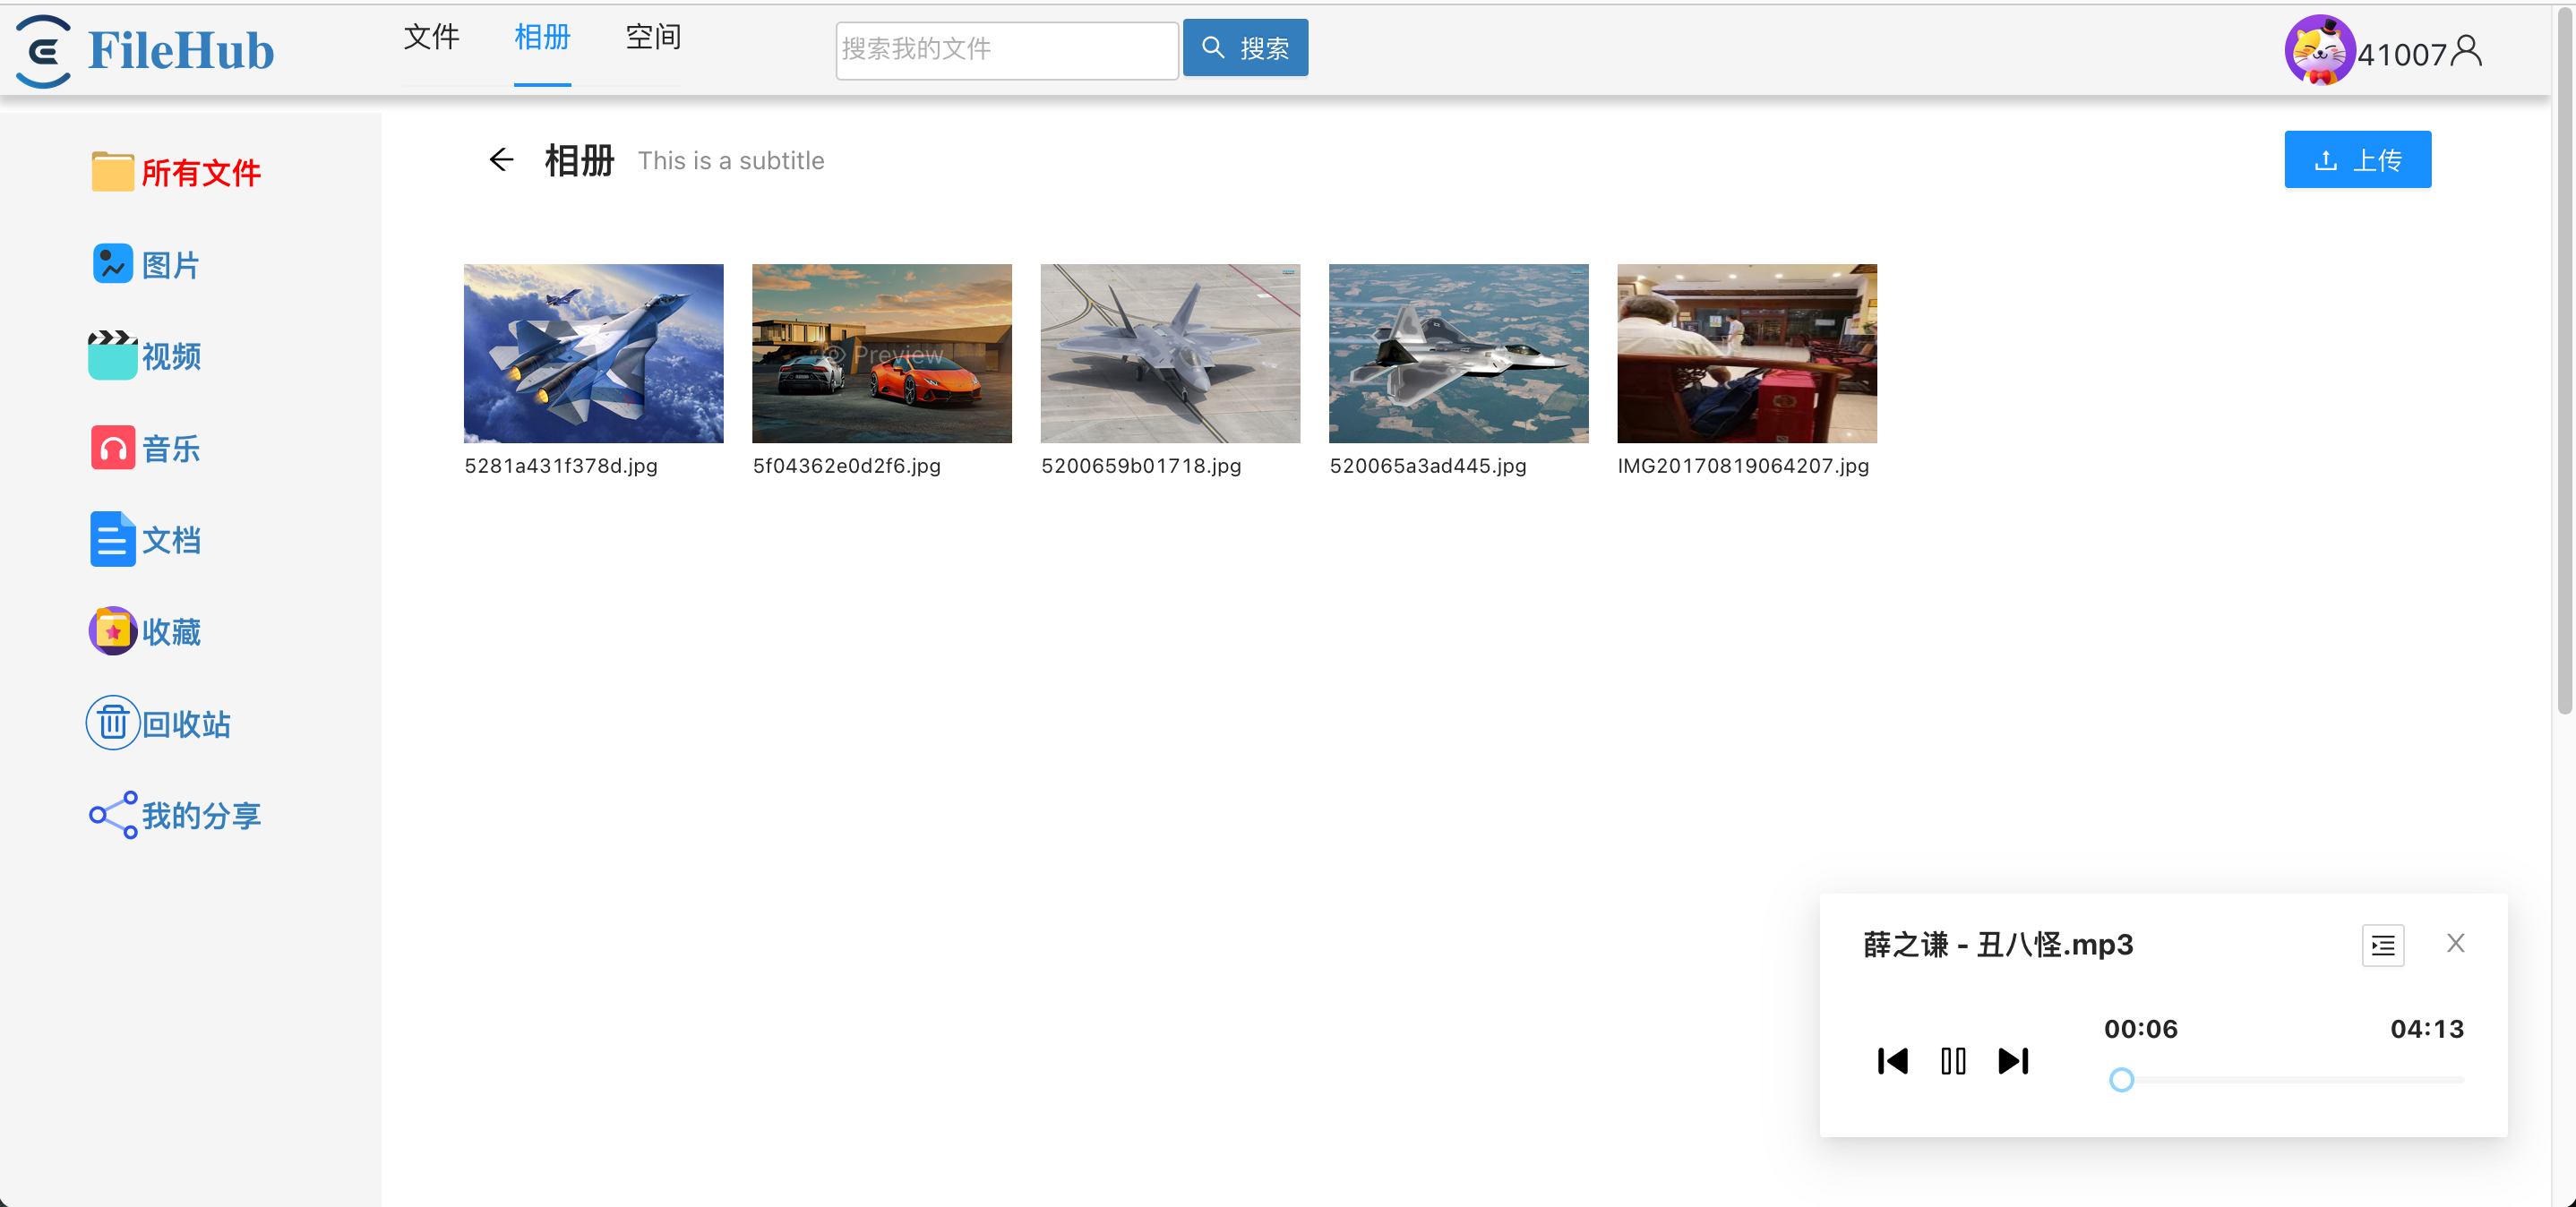 FileHub
文件
相册
空间
搜索我的文件
搜索
41007
所有文件
图片
视频
音乐
文档
收藏
回收站
我的分享
相册 This is a subtitle
上传
Preview
5281a431f378d.jpg
5f04362e0d2f6.jpg
5200659b01718.jpg
520065a3ad445.jpg
IMG20170819064207.jpg
薛之谦 - 丑八怪.mp3
00:06
04:13